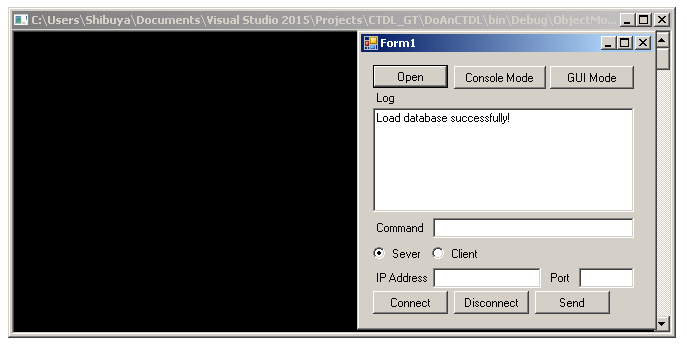 C:\Users\Shibuya\Documents\Visual Studio 2015\Projects\CTDL_GT\DoAnCTDL\bin\Debug\ObjectMo...
Form1
Open Console Mode GUI Mode
Log
Load database successfully!
Command
Sever Client
IP Address Port
Connect Disconnect Send